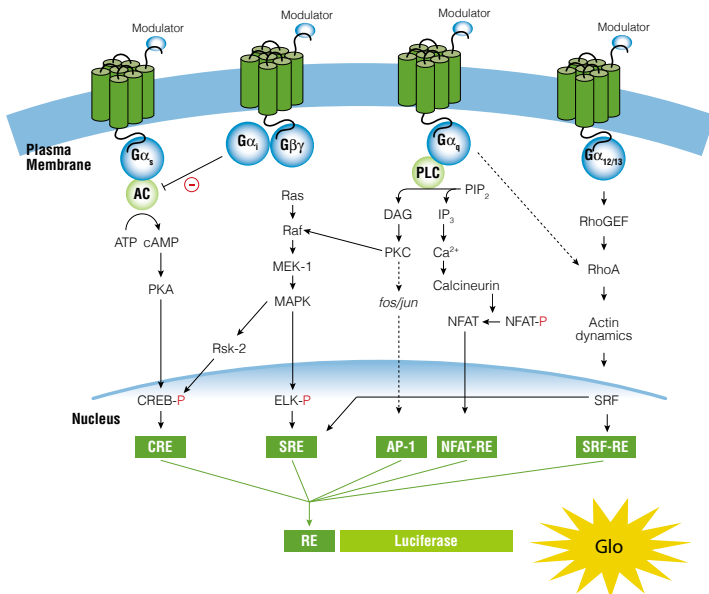 Modulator
Modulator
Modulator
Modulator
Plasma
Membrane
Gαs
Gαi
Gβγ
Gαq
Gα12/13
AC
PLC
PIP2
Ras
DAG
IP3
RhoGEF
ATP cAMP
Raf
PKC
Ca2+
MEK-1
RhoA
PKA
Calcineurin
MAPK
fos/jun
NFAT
NFAT-P
Actin
dynamics
Rsk-2
CREB-P
ELK-P
SRF
Nucleus
CRE
SRE
AP-1
NFAT-RE
SRF-RE
RE
Luciferase
Glo